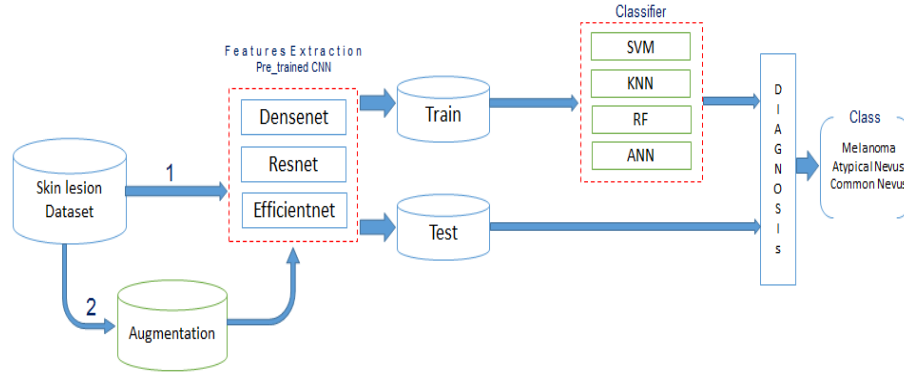 Classifier
Features Extraction
Pre_trained CNN
SVM
KNN
RF
ANN
Densenet
Resnet
Efficientnet
Train
Test
Skin lesion
Dataset
1
2
Augmentation
D
I
A
G
N
O
S
I
s
Class
Melanoma
Atypical Nevus
Common Nevus